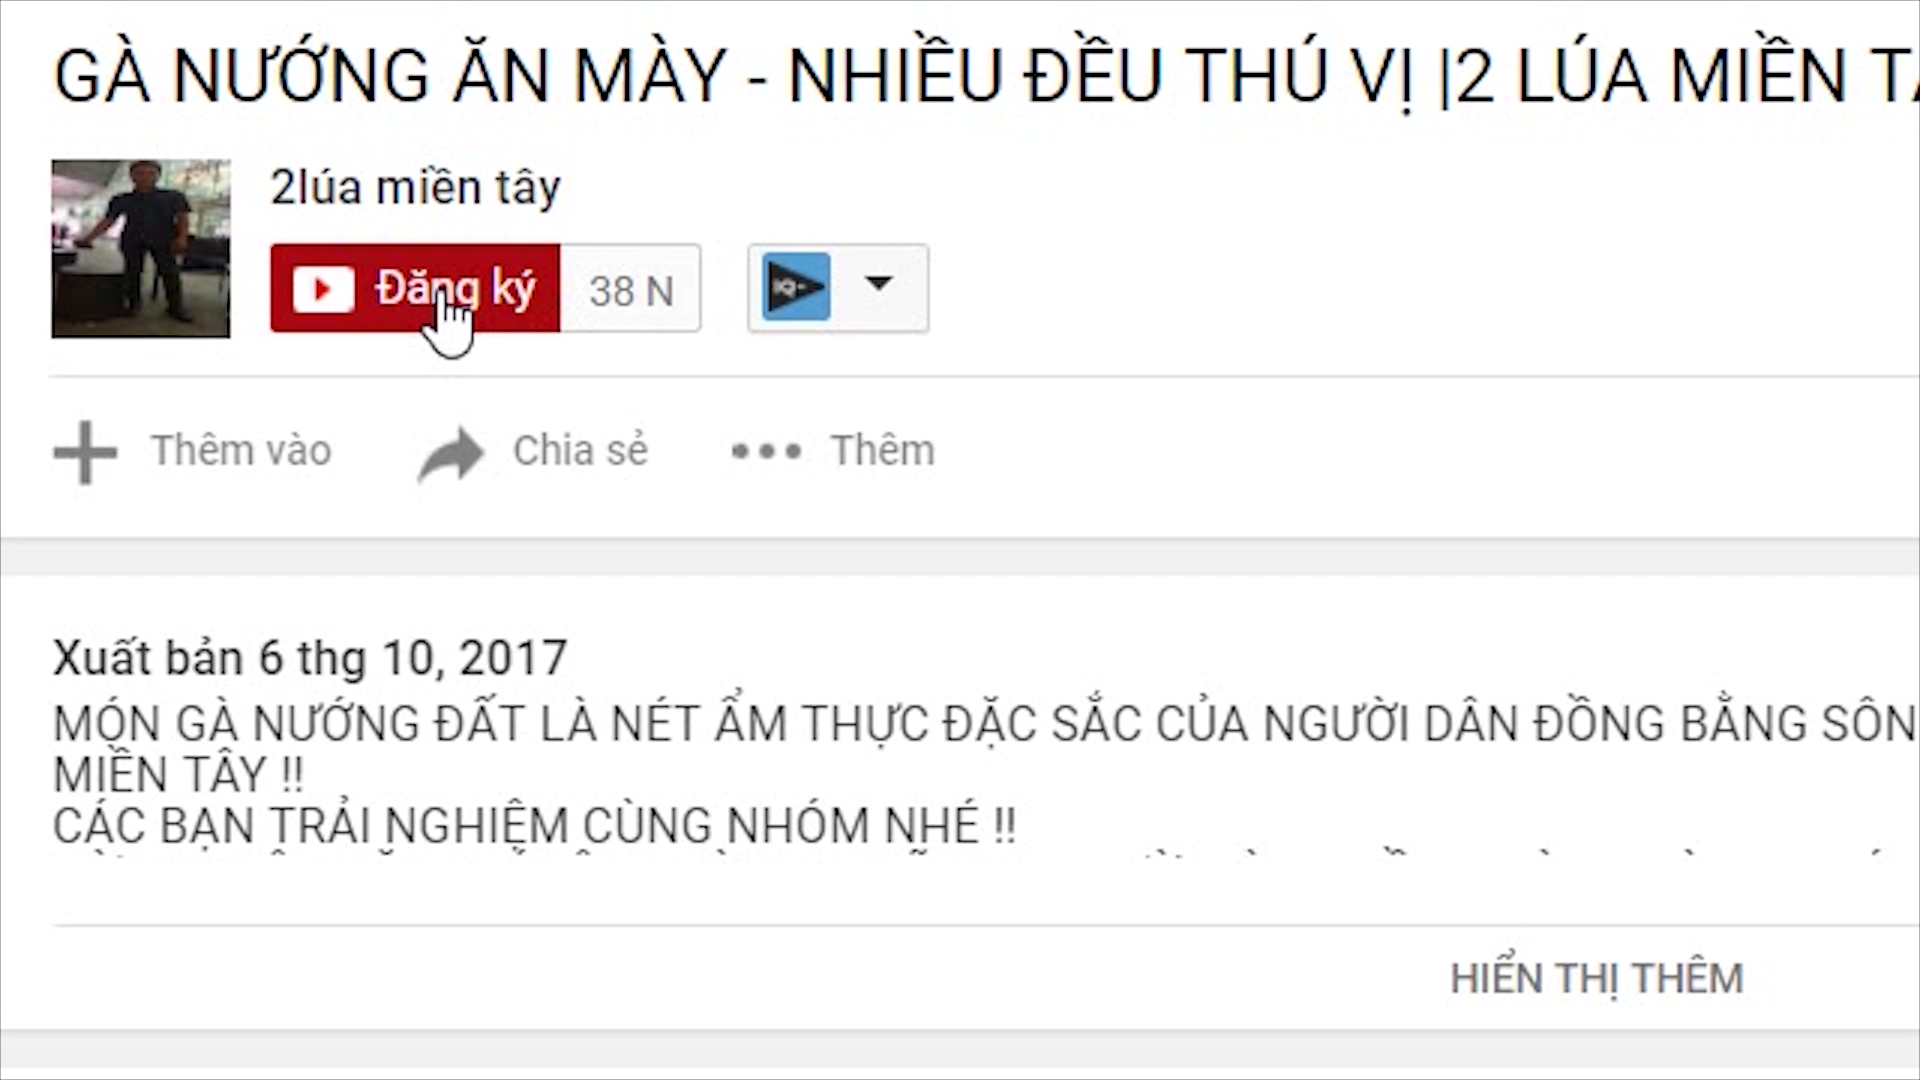 GÀ NƯỚNG ĂN MÀY - NHIỀU ĐỀU THÚ VỊ |2 LÚA MIỀN
2lúa miền tây
Đăng ký 38 N
IQ-
Thêm vào Chia sẻ Thêm
Xuất bản 6 thg 10, 2017
MÓN GÀ NƯỚNG ĐẤT LÀ NÉT ẨM THỰC ĐẶC SẮC CỦA NGƯỜI DÂN ĐỒNG BẰNG SÔN
MIỀN TÂY !!
CÁC BẠN TRẢI NGHIỆM CÙNG NHÓM NHÉ !!
HIỂN THỊ THÊM